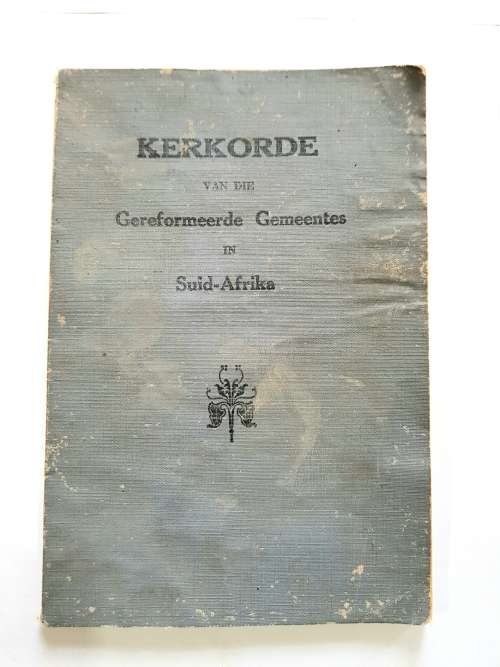 KERKORDE
VAN DIE
Gereformeerde Gemeentes
IN
Suid-Afrika